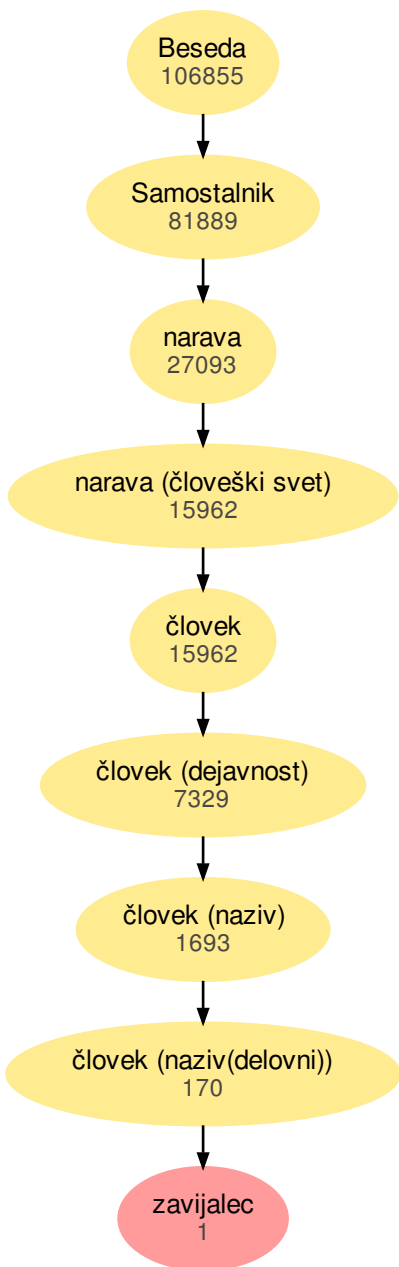 Beseda
106855
Samostalnik
81889
narava
27093
narava (človeški svet)
15962
človek
15962
človek (dejavnost)
7329
človek (naziv)
1693
človek (naziv(delovni))
170
zavijalec
1